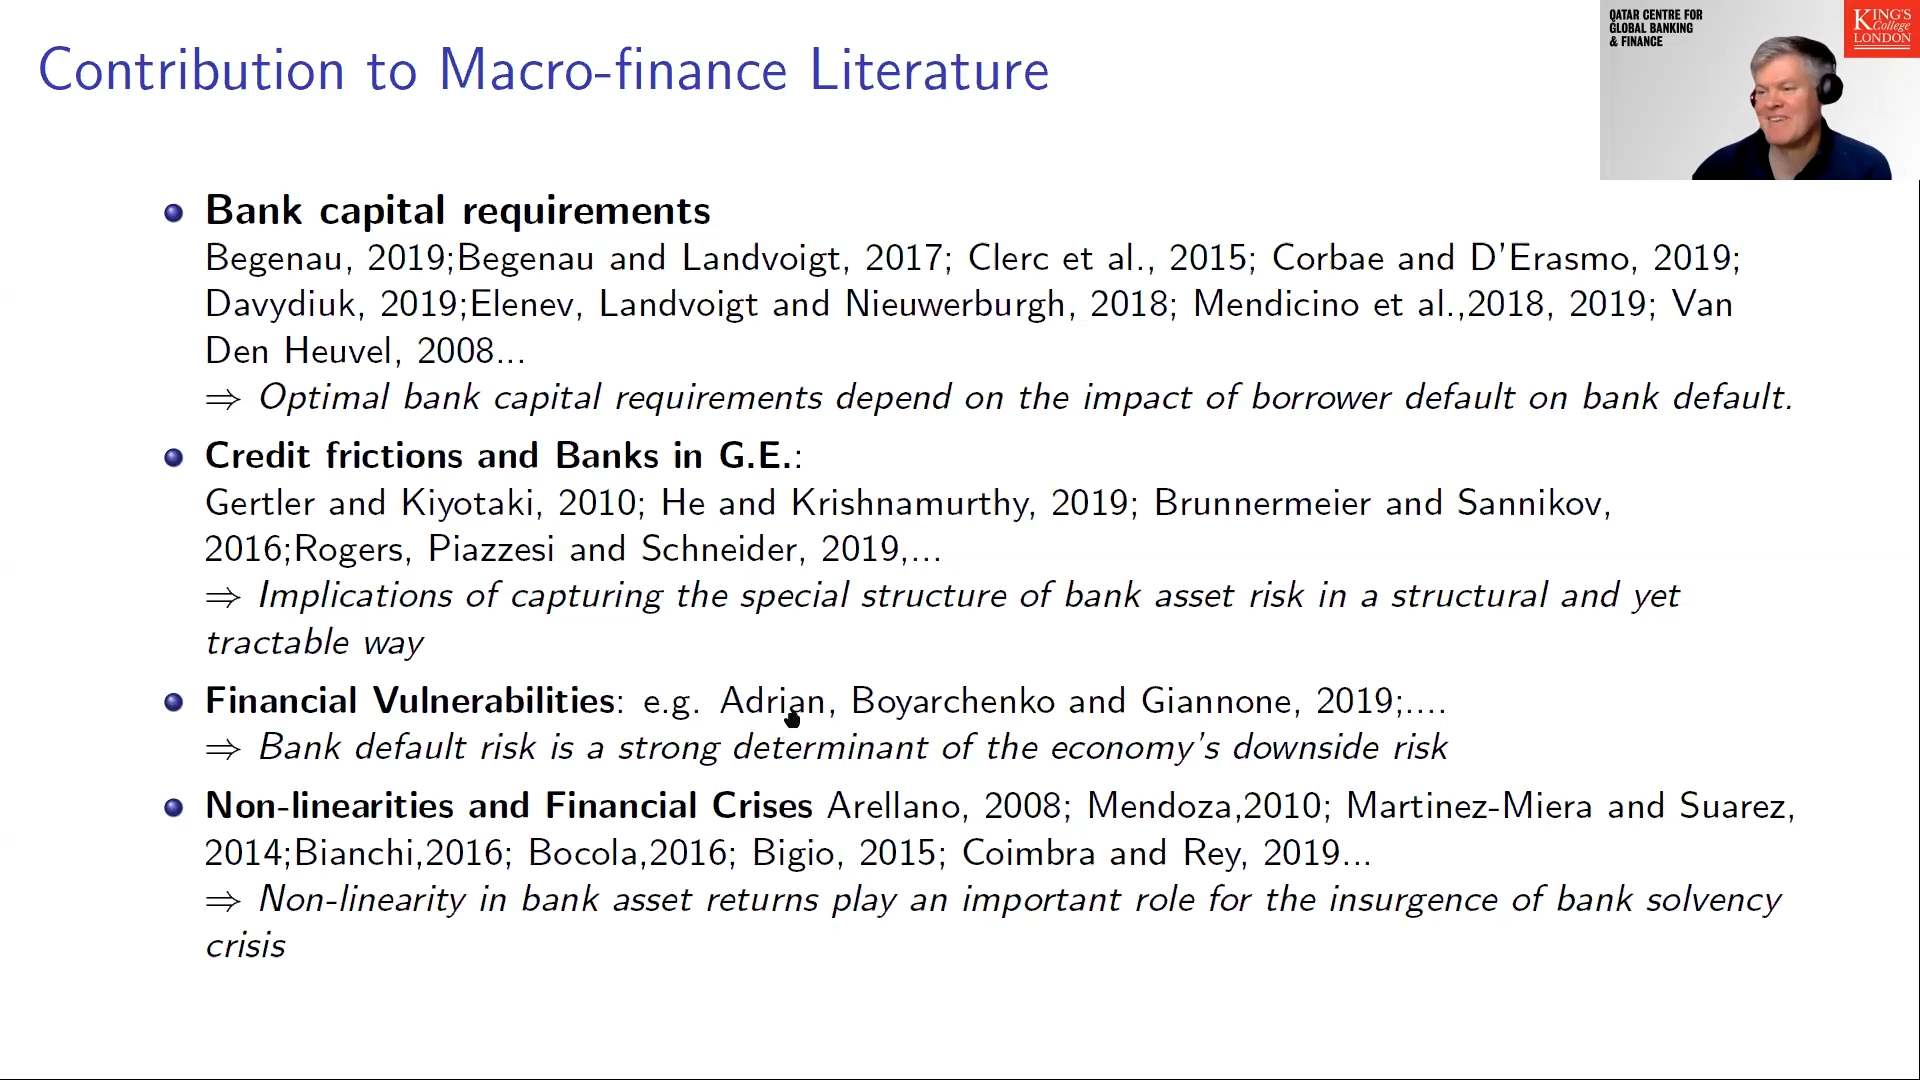 Contribution to Macro-finance Literature
QATAR CENTRE FOR
GLOBAL BANKING
& FINANCE
KING'S
College
LONDON
Bank capital requirements
Begenau, 2019;Begenau and Landvoigt, 2017; Clerc et al., 2015; Corbae and D'Erasmo, 2019;
Davydiuk, 2019;Elenev, Landvoigt and Nieuwerburgh, 2018; Mendicino et al.,2018, 2019; Van
Den Heuvel, 2008...
⇒ Optimal bank capital requirements depend on the impact of borrower default on bank default.
Credit frictions and Banks in G.E.:
Gertler and Kiyotaki, 2010; He and Krishnamurthy, 2019; Brunnermeier and Sannikov,
2016;Rogers, Piazzesi and Schneider, 2019,...
⇒ Implications of capturing the special structure of bank asset risk in a structural and yet
tractable way
Financial Vulnerabilities: e.g. Adrian, Boyarchenko and Giannone, 2019;....
⇒ Bank default risk is a strong determinant of the economy's downside risk
Non-linearities and Financial Crises Arellano, 2008; Mendoza,2010; Martinez-Miera and Suarez,
2014;Bianchi,2016; Bocola,2016; Bigio, 2015; Coimbra and Rey, 2019...
⇒ Non-linearity in bank asset returns play an important role for the insurgence of bank solvency
crisis